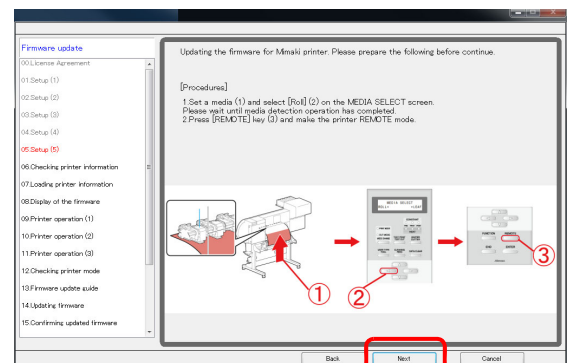 Firmware update
00.License Agreement
01.Setup (1)
02.Setup (2)
03.Setup (3)
04.Setup (4)
05.Setup (5)
06.Checking printer information
07.Loading printer information
08.Display of the firmware
09.Printer operation (1)
10.Printer operation (2)
11.Printer operation (3)
12.Checking printer mode
13.Firmware update guide
14.Updating firmware
15.Confirming updated firmware
Updating the firmware for Mimaki printer. Please prepare the following before continue.
[Procedures]
1.Set a media (1) and select [Roll] (2) on the MEDIA SELECT screen.
Please wait until media detection operation has completed.
2.Press [REMOTE] key (3) and make the printer REMOTE mode.
MEDIA SELECT
FUNCTION
REMOTE
END
ENTER
①
②
③
Back
Next
Cancel